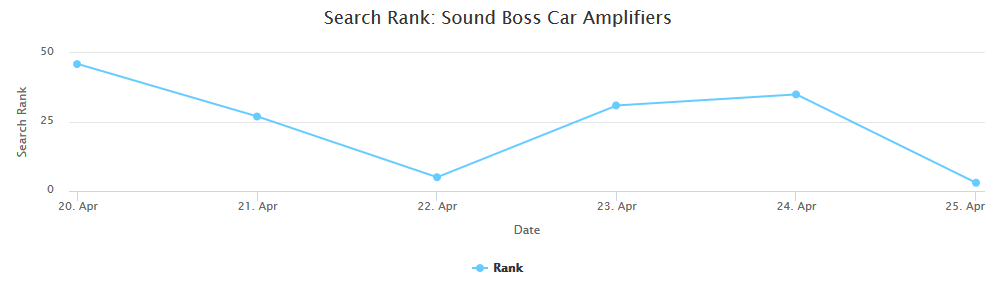 Search Rank: Sound Boss Car Amplifiers
50
25
0
Search Rank
20. Apr 21. Apr 22. Apr 23. Apr 24. Apr 25. Apr
Date
Rank